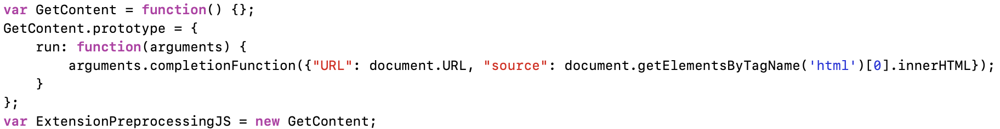 var GetContent = function() {};
GetContent.prototype = {
    run: function(arguments) {
        arguments.completionFunction({"URL": document.URL, "source": document.getElementsByTagName('html')[0].innerHTML});
    }
};
var ExtensionPreprocessingJS = new GetContent;